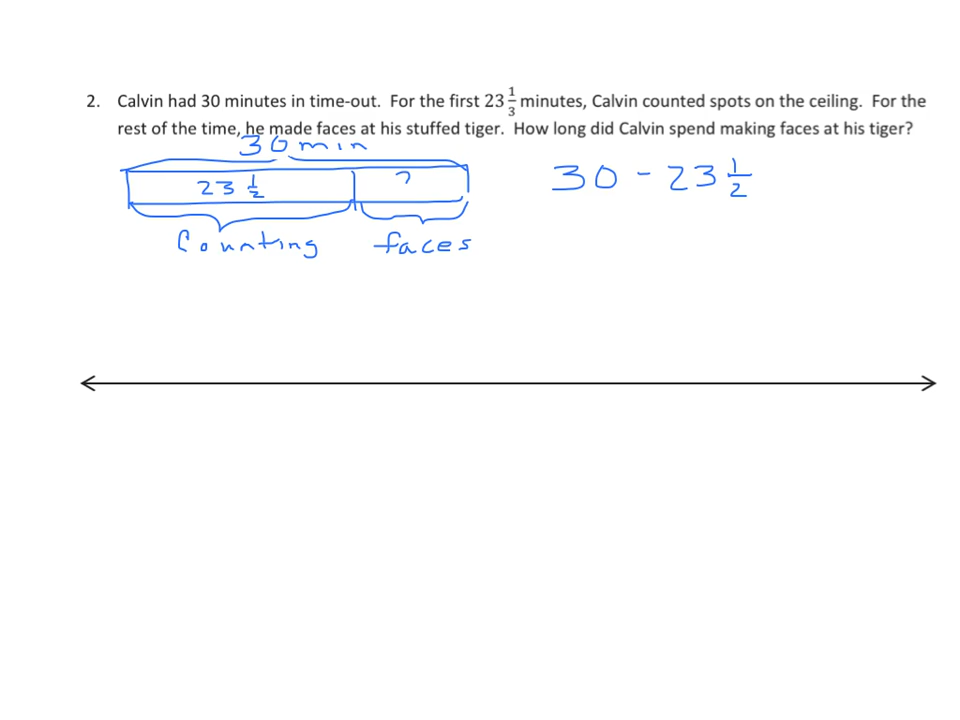 2. Calvin had 30 minutes in time-out. For the first 23 1/3 minutes, Calvin counted spots on the ceiling. For the
rest of the time, he made faces at his stuffed tiger. How long did Calvin spend making faces at his tiger?
30 min
23 1/2 ? 30 - 23 1/2
Counting faces